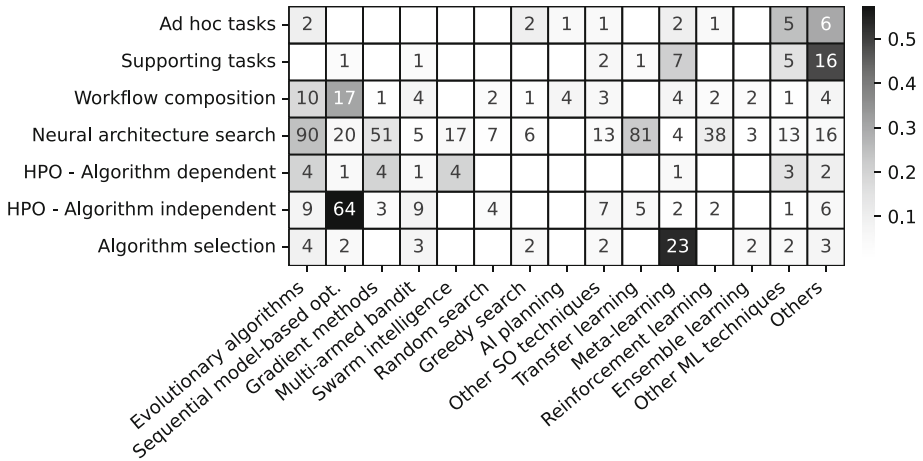 Ad hoc tasks 2 2 1 1 2 1 5 6
Supporting tasks 1 1 2 1 7 5 16
Workflow composition 10 17 1 4 2 1 4 3 4 2 2 1 4
Neural architecture search 90 20 51 5 17 7 6 13 81 4 38 3 13 16
HPO - Algorithm dependent 4 1 4 1 4 1 3 2
HPO - Algorithm independent 9 64 3 9 4 7 5 2 2 1 6
Algorithm selection 4 2 3 2 2 23 2 2 3
Evolutionary algorithms
Sequential model-based opt.
Gradient methods
Multi-armed bandit
Swarm intelligence
Random search
Greedy search
AI planning
Other SO techniques
Transfer learning
Meta-learning
Reinforcement learning
Ensemble learning
Other ML techniques
Others
0.5
0.4
0.3
0.2
0.1